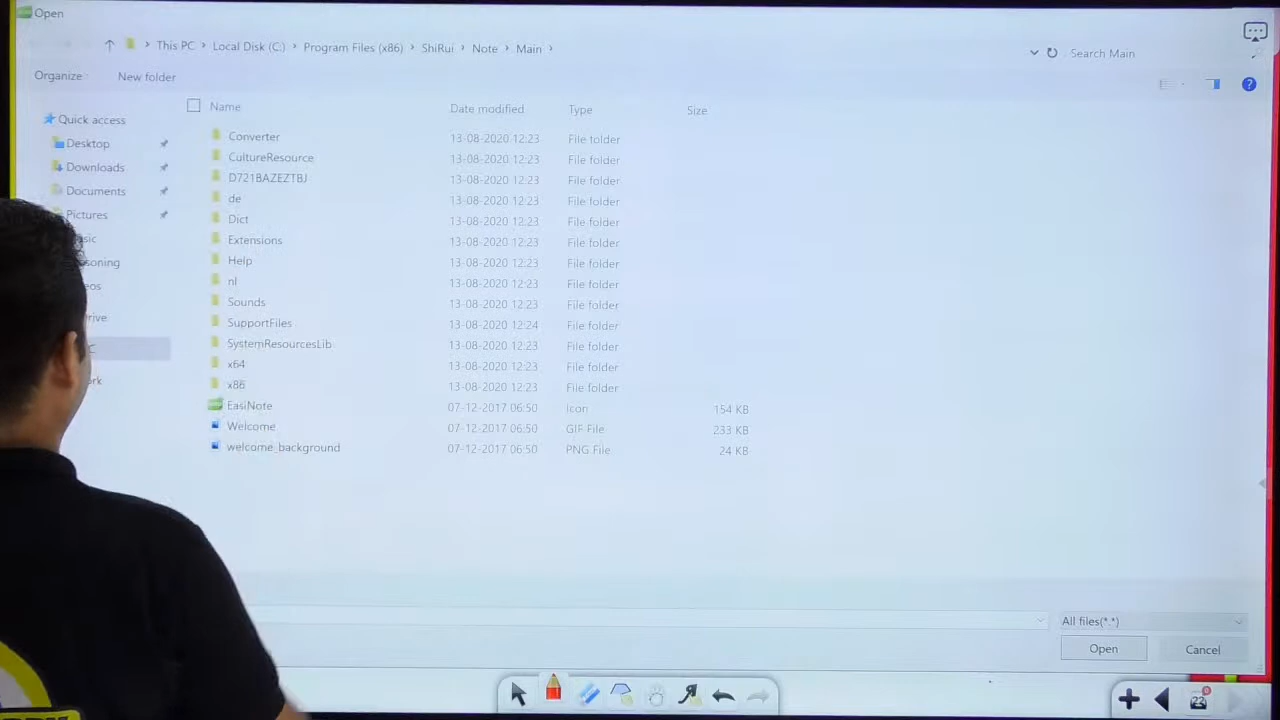 Open
This PC > Local Disk (C:) > Program Files (x86) > ShiRui > Note > Main >
Search Main
Organize
New folder
Name Date modified Type Size
Quick access
Desktop
Downloads
Documents
Pictures
Converter 13-08-2020 12:23 File folder
CultureResource 13-08-2020 12:23 File folder
D721BAZEZTBJ 13-08-2020 12:23 File folder
de 13-08-2020 12:23 File folder
Dict 13-08-2020 12:23 File folder
Extensions 13-08-2020 12:23 File folder
Help 13-08-2020 12:23 File folder
nl 13-08-2020 12:23 File folder
Sounds 13-08-2020 12:23 File folder
SupportFiles 13-08-2020 12:24 File folder
SystemResourcesLib 13-08-2020 12:23 File folder
x64 13-08-2020 12:23 File folder
x86 13-08-2020 12:23 File folder
EasiNote 07-12-2017 06:50 Icon 154 KB
Welcome 07-12-2017 06:50 GIF File 233 KB
welcome_background 07-12-2017 06:50 PNG File 24 KB
All files(*.*)
Open
Cancel
22